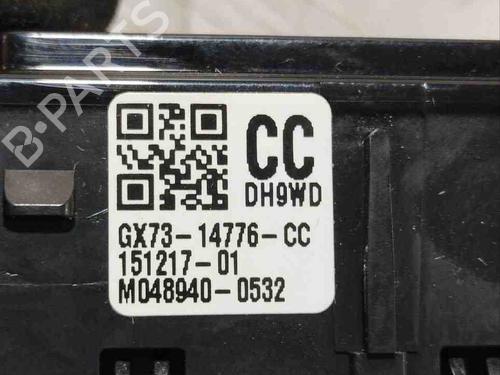 B-PARTS
CC
DH9WD
GX73-14776-CC
151217-01
M048940-0532